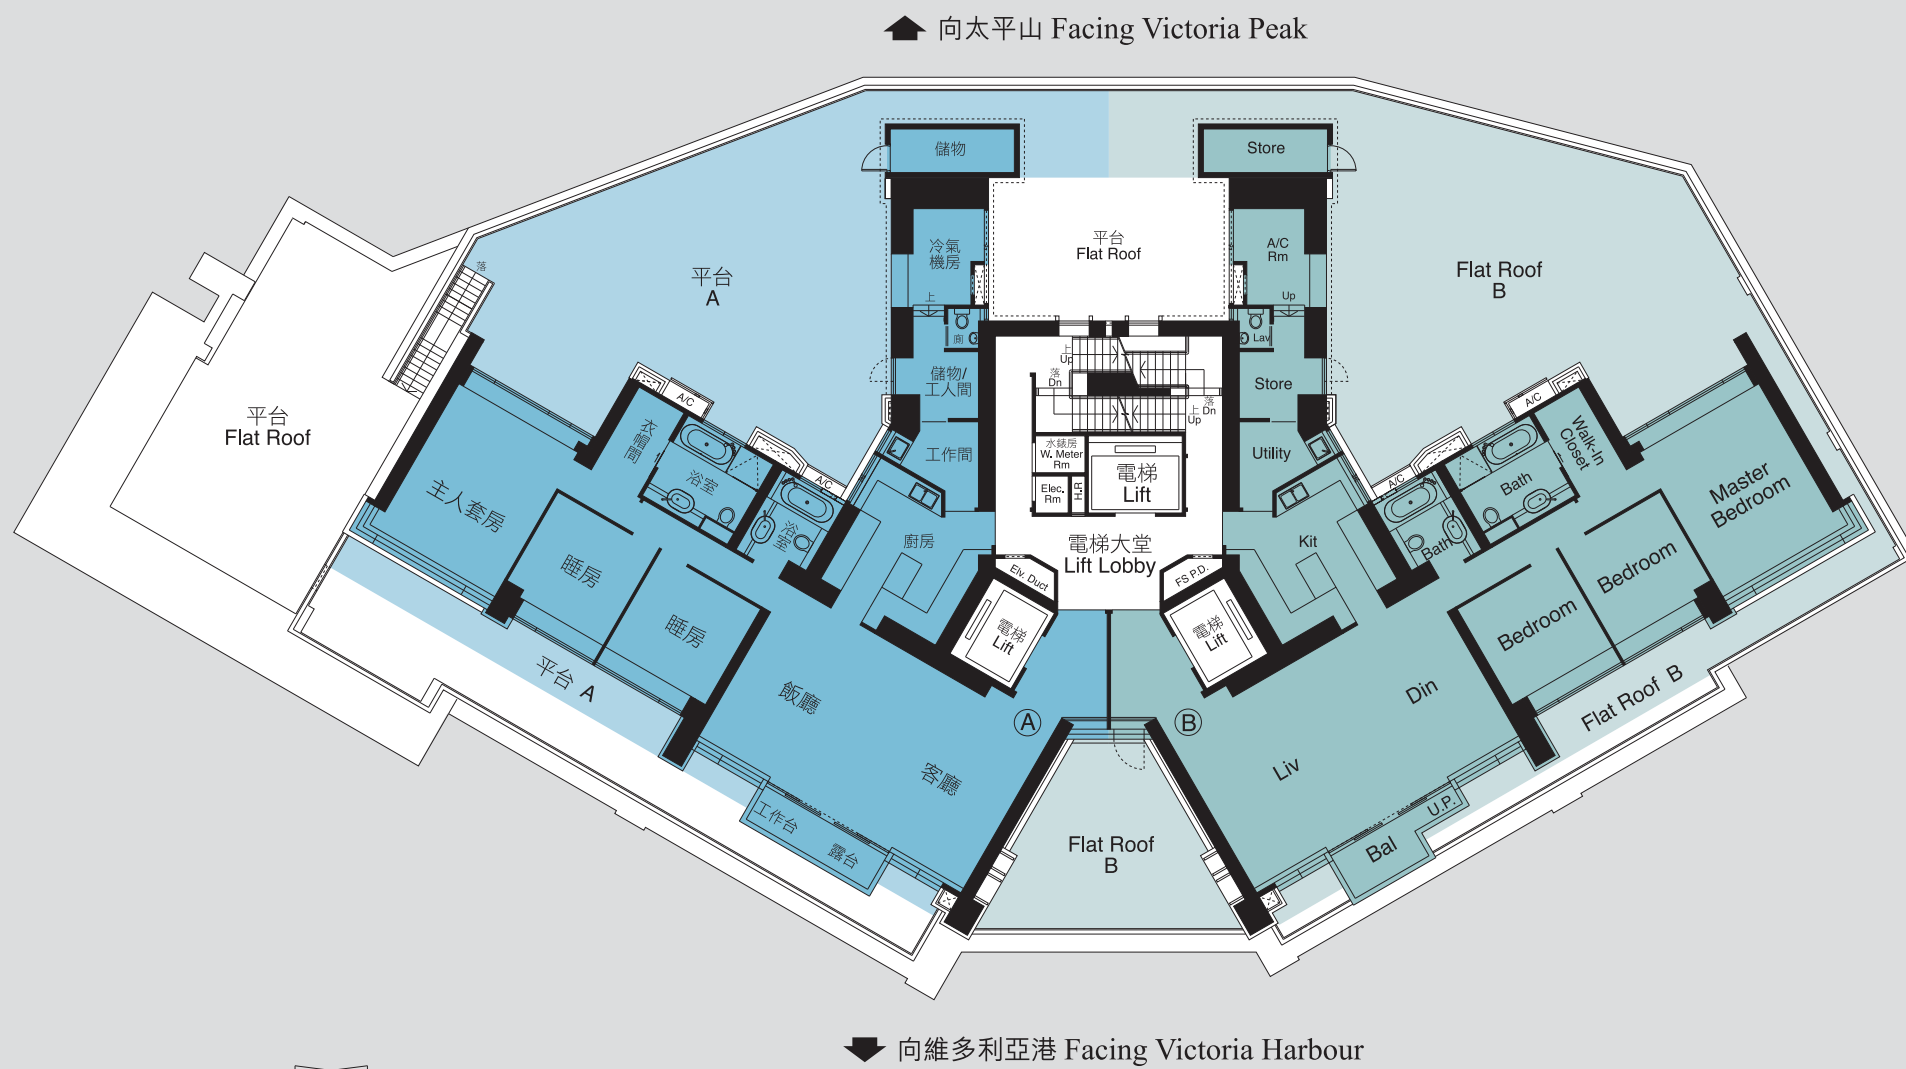 向太平山 Facing Victoria Peak
儲物
Store
冷氣
機房
平台
Flat Roof
A/C
Rm
平台
A
Flat Roof
B
落
上
Up
廁
Lav
上
Up
落
Dn
儲物/
工人間
Store
落
Dn
上
Up
A/C
A/C
平台
Flat Roof
衣帽間
Walk-In
Closet
工作間
水錶房
W. Meter
Rm
電梯
Lift
Utility
Elec.
Rm
H.R
主人套房
浴室
A/C
A/C
Bath
Master
Bedroom
浴室
廚房
電梯大堂
Lift Lobby
Kit
Bath
睡房
Elv. Duct
FS P.D.
Bedroom
睡房
電梯
Lift
電梯
Lift
Bedroom
平台 A
飯廳
A
B
Din
Flat Roof B
客廳
Liv
工作台
露台
U.P.
Bal
Flat Roof
B
向維多利亞港 Facing Victoria Harbour